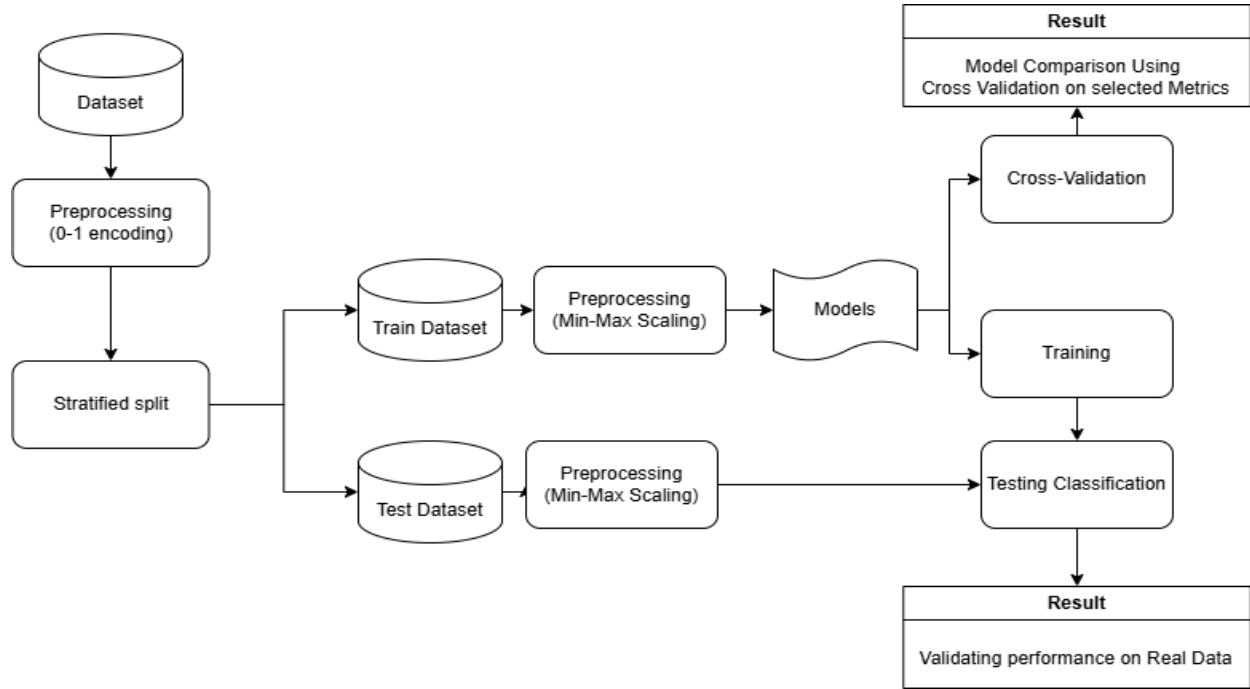 Dataset
Preprocessing
(0-1 encoding)
Stratified split
Train Dataset
Preprocessing
(Min-Max Scaling)
Models
Test Dataset
Preprocessing
(Min-Max Scaling)
Result
Model Comparison Using
Cross Validation on selected Metrics
Cross-Validation
Training
Testing Classification
Result
Validating performance on Real Data